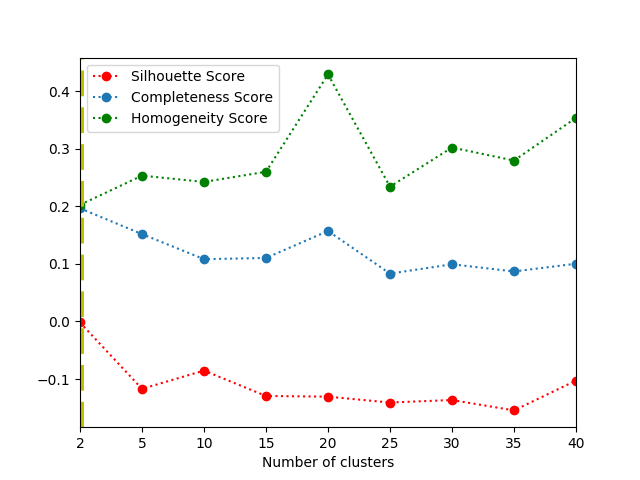 Silhouette Score
Completeness Score
Homogeneity Score
0.4
0.3
0.2
0.1
0.0
−0.1
2 5 10 15 20 25 30 35 40
Number of clusters